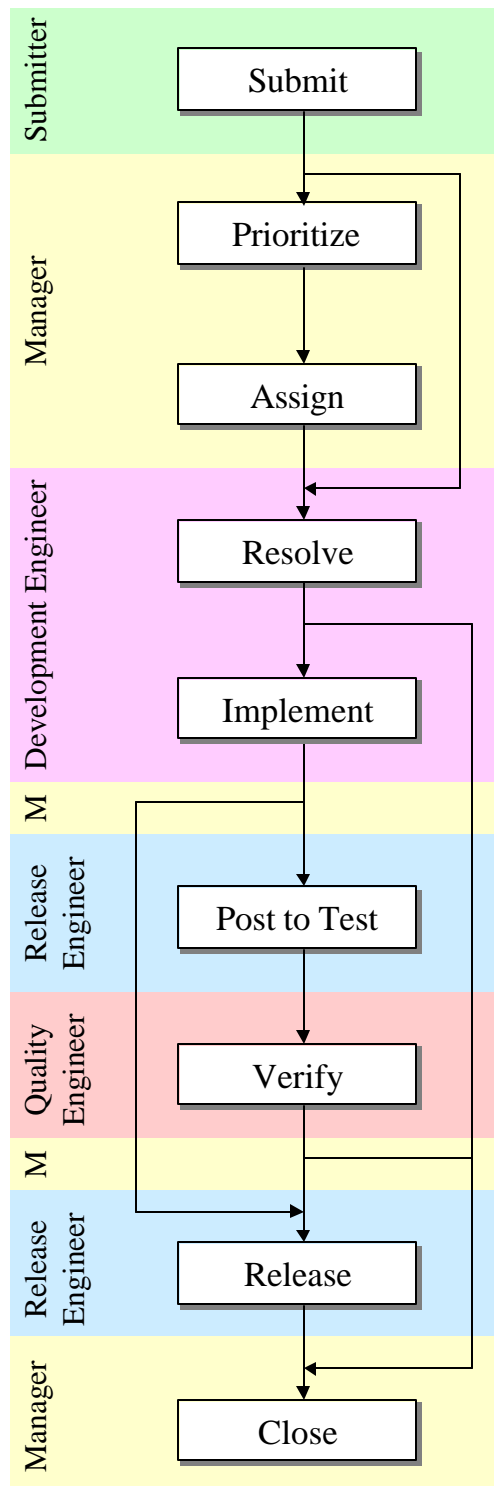 Submitter
Submit
Manager
Prioritize
Assign
Development Engineer
Resolve
Implement
M
Release
Engineer
Post to Test
Quality
Engineer
Verify
M
Release
Engineer
Release
Manager
Close